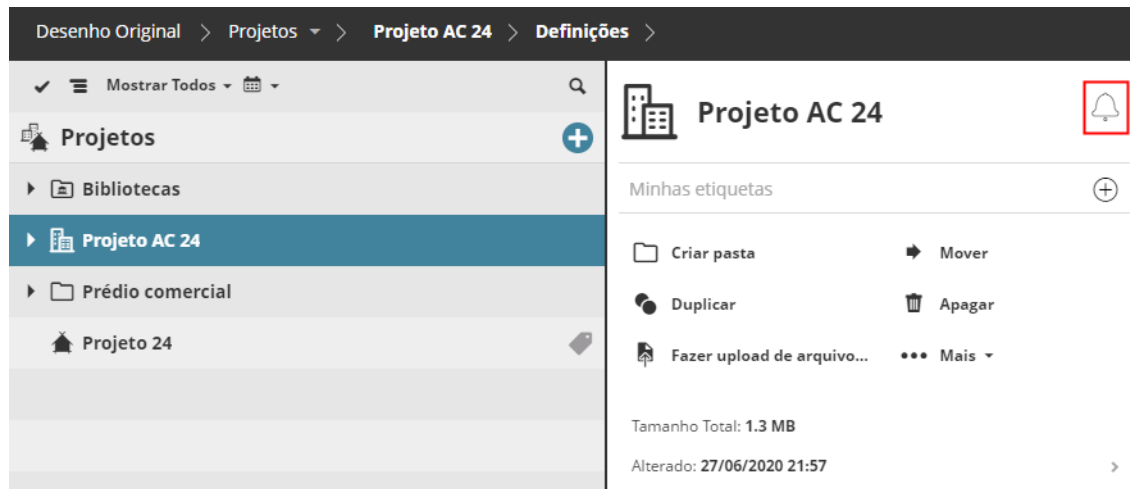 Desenho Original > Projetos > Projeto AC 24 > Definições >
Mostrar Todos
Projetos
Bibliotecas
Projeto AC 24
Prédio comercial
Projeto 24
Projeto AC 24
Minhas etiquetas
Criar pasta
Mover
Duplicar
Apagar
Fazer upload de arquivo...
Mais
Tamanho Total: 1.3 MB
Alterado: 27/06/2020 21:57